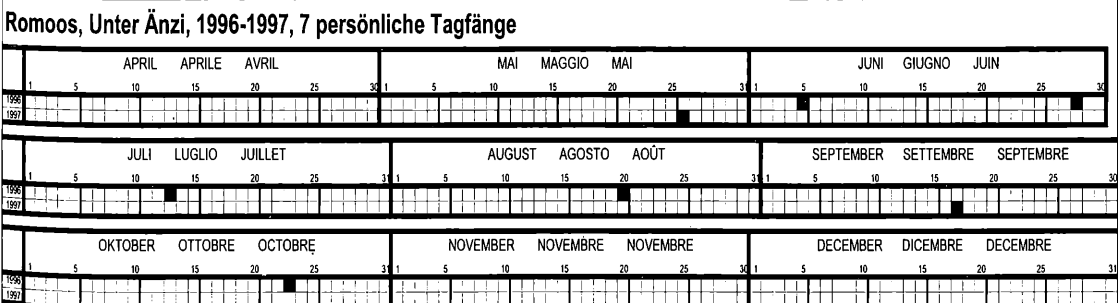 Romoos, Unter Änzi, 1996-1997, 7 persönliche Tagfänge
APRIL APRILE AVRIL MAI MAGGIO MAI JUNI GIUGNO JUIN
1 5 10 15 20 25 30 1 5 10 15 20 25 31 1 5 10 15 20 25 30
1996
1997
JULI LUGLIO JUILLET AUGUST AGOSTO AOÛT SEPTEMBER SETTEMBRE SEPTEMBRE
1 5 10 15 20 25 31 1 5 10 15 20 25 31 1 5 10 15 20 25 30
1996
1997
OKTOBER OTTOBRE OCTOBRE NOVEMBER NOVEMBRE NOVEMBRE DECEMBER DICEMBRE DECEMBRE
1 5 10 15 20 25 31 1 5 10 15 20 25 30 1 5 10 15 20 25 31
1996
1997